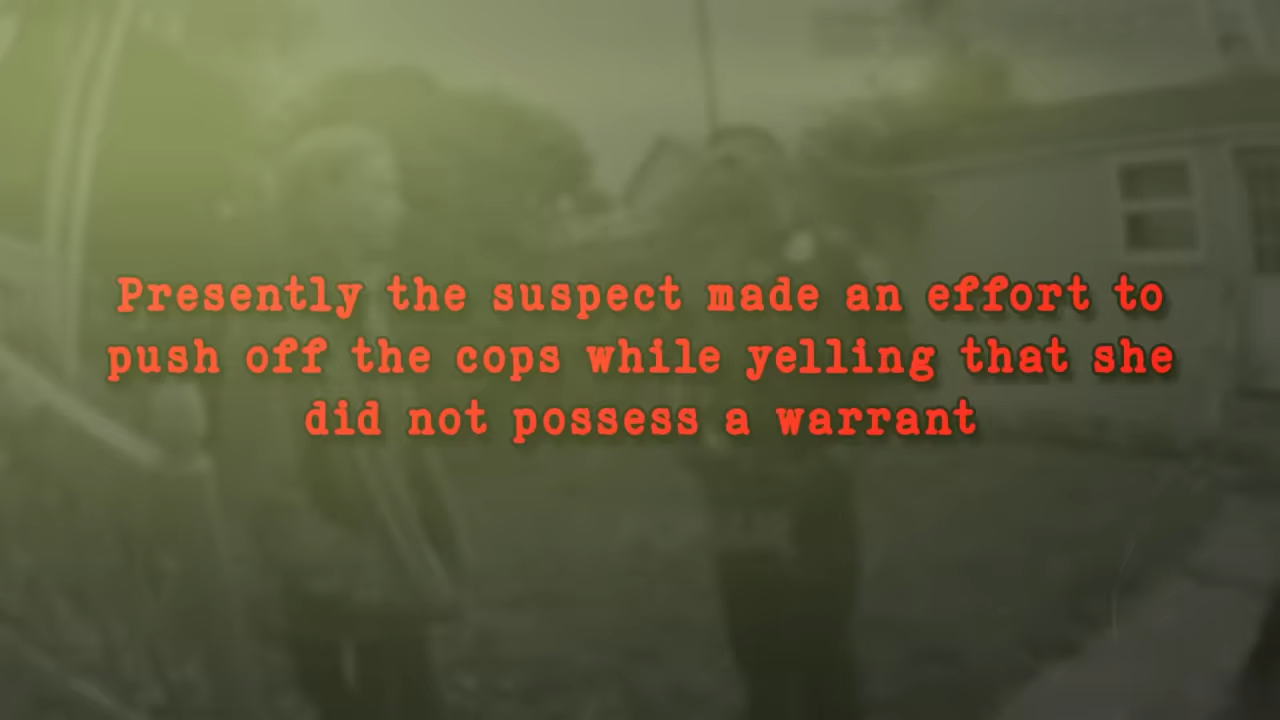 Presently the suspect made an effort to
push off the cops while yelling that she
did not possess a warrant